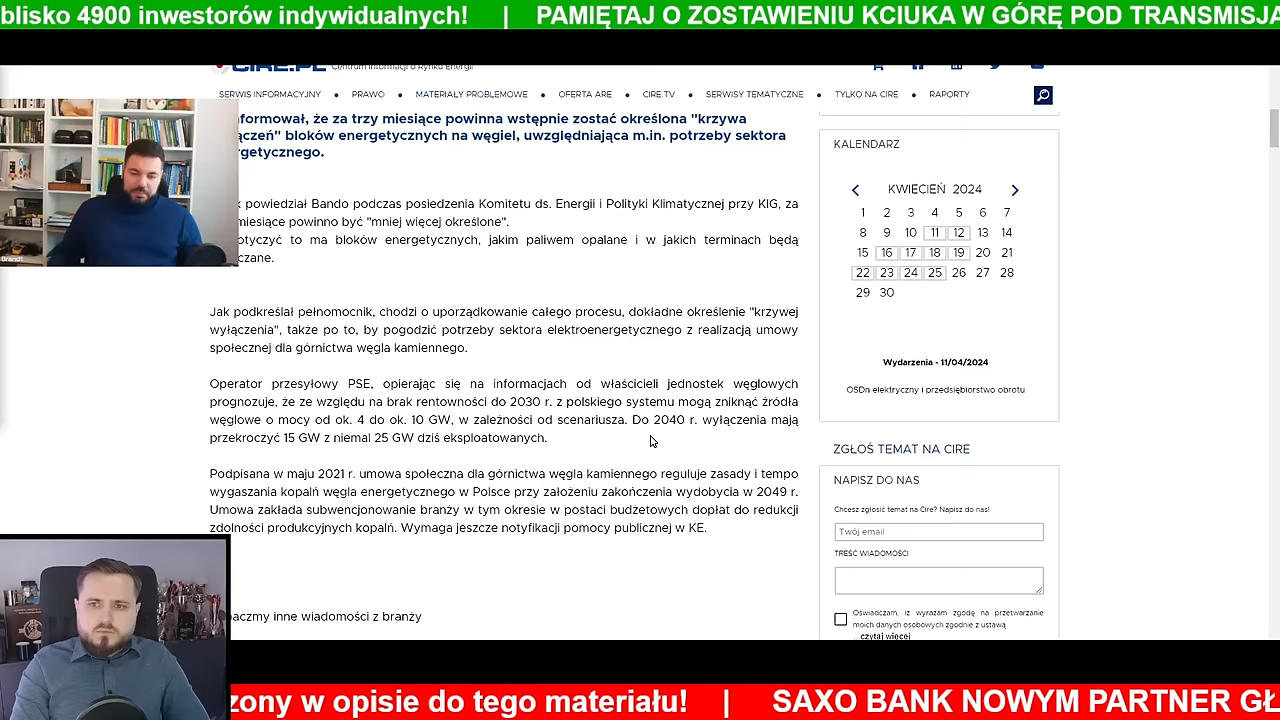 blisko 4900 inwestorów indywidualnych! | PAMIĘTAJ O ZOSTAWIENIU KCIUKA W GÓRĘ POD TRANSMISJĄ
CIRE.PL Centrum Informacji o Rynku Energii
SERWIS INFORMACYJNY • PRAWO • MATERIAŁY PROBLEMOWE • OFERTA ARE • CIRE.TV • SERWISY TEMATYCZNE • TYLKO NA CIRE • RAPORTY
formował, że za trzy miesiące powinna wstępnie zostać określona "krzywa
ączeń" bloków energetycznych na węgiel, uwzględniająca m.in. potrzeby sektora
rgetycznego.
k powiedział Bando podczas posiedzenia Komitetu ds. Energii i Polityki Klimatycznej przy KIG, za
miesiące powinno być "mniej więcej określone".
otyczyć to ma bloków energetycznych, jakim paliwem opalane i w jakich terminach będą
czane.
Brandt
Jak podkreślał pełnomocnik, chodzi o uporządkowanie całego procesu, dokładne określenie "krzywej
wyłączenia", także po to, by pogodzić potrzeby sektora elektroenergetycznego z realizacją umowy
społecznej dla górnictwa węgla kamiennego.
Operator przesyłowy PSE, opierając się na informacjach od właścicieli jednostek węglowych
prognozuje, że ze względu na brak rentowności do 2030 r. z polskiego systemu mogą zniknąć źródła
węglowe o mocy od ok. 4 do ok. 10 GW, w zależności od scenariusza. Do 2040 r. wyłączenia mają
przekroczyć 15 GW z niemal 25 GW dziś eksploatowanych.
Podpisana w maju 2021 r. umowa społeczna dla górnictwa węgla kamiennego reguluje zasady i tempo
wygaszania kopalń węgla energetycznego w Polsce przy założeniu zakończenia wydobycia w 2049 r.
Umowa zakłada subwencjonowanie branży w tym okresie w postaci budżetowych dopłat do redukcji
zdolności produkcyjnych kopalń. Wymaga jeszcze notyfikacji pomocy publicznej w KE.
baczmy inne wiadomości z branży
KALENDARZ
KWIECIEŃ 2024
1 2 3 4 5 6 7
8 9 10 11 12 13 14
15 16 17 18 19 20 21
22 23 24 25 26 27 28
29 30
Wydarzenia - 11/04/2024
OSDn elektryczny i przedsiębiorstwo obrotu
ZGŁOŚ TEMAT NA CIRE
NAPISZ DO NAS
Chcesz zgłosić temat na Cire? Napisz do nas!
Twój email
TREŚĆ WIADOMOŚCI
Oświadczam, iż wyrażam zgodę na przetwarzanie
moich danych osobowych zgodnie z ustawą
... czytaj więcej
zony w opisie do tego materiału! | SAXO BANK NOWYM PARTNER GŁ